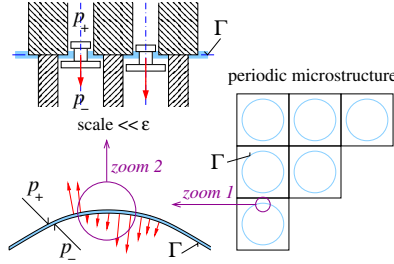 p+
Γ
p−
periodic microstructure
scale << ε
zoom 2
Γ
zoom 1
p+
p−
Γ